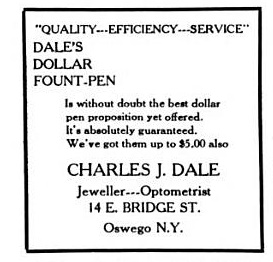 "QUALITY---EFFICIENCY---SERVICE"
DALE'S
DOLLAR
FOUNT-PEN
Is without doubt the best dollar
pen proposition yet offered.
It's absolutely guaranteed.
We've got them up to $5.00 also
CHARLES J. DALE
Jeweller---Optometrist
14 E. BRIDGE ST.
Oswego N.Y.